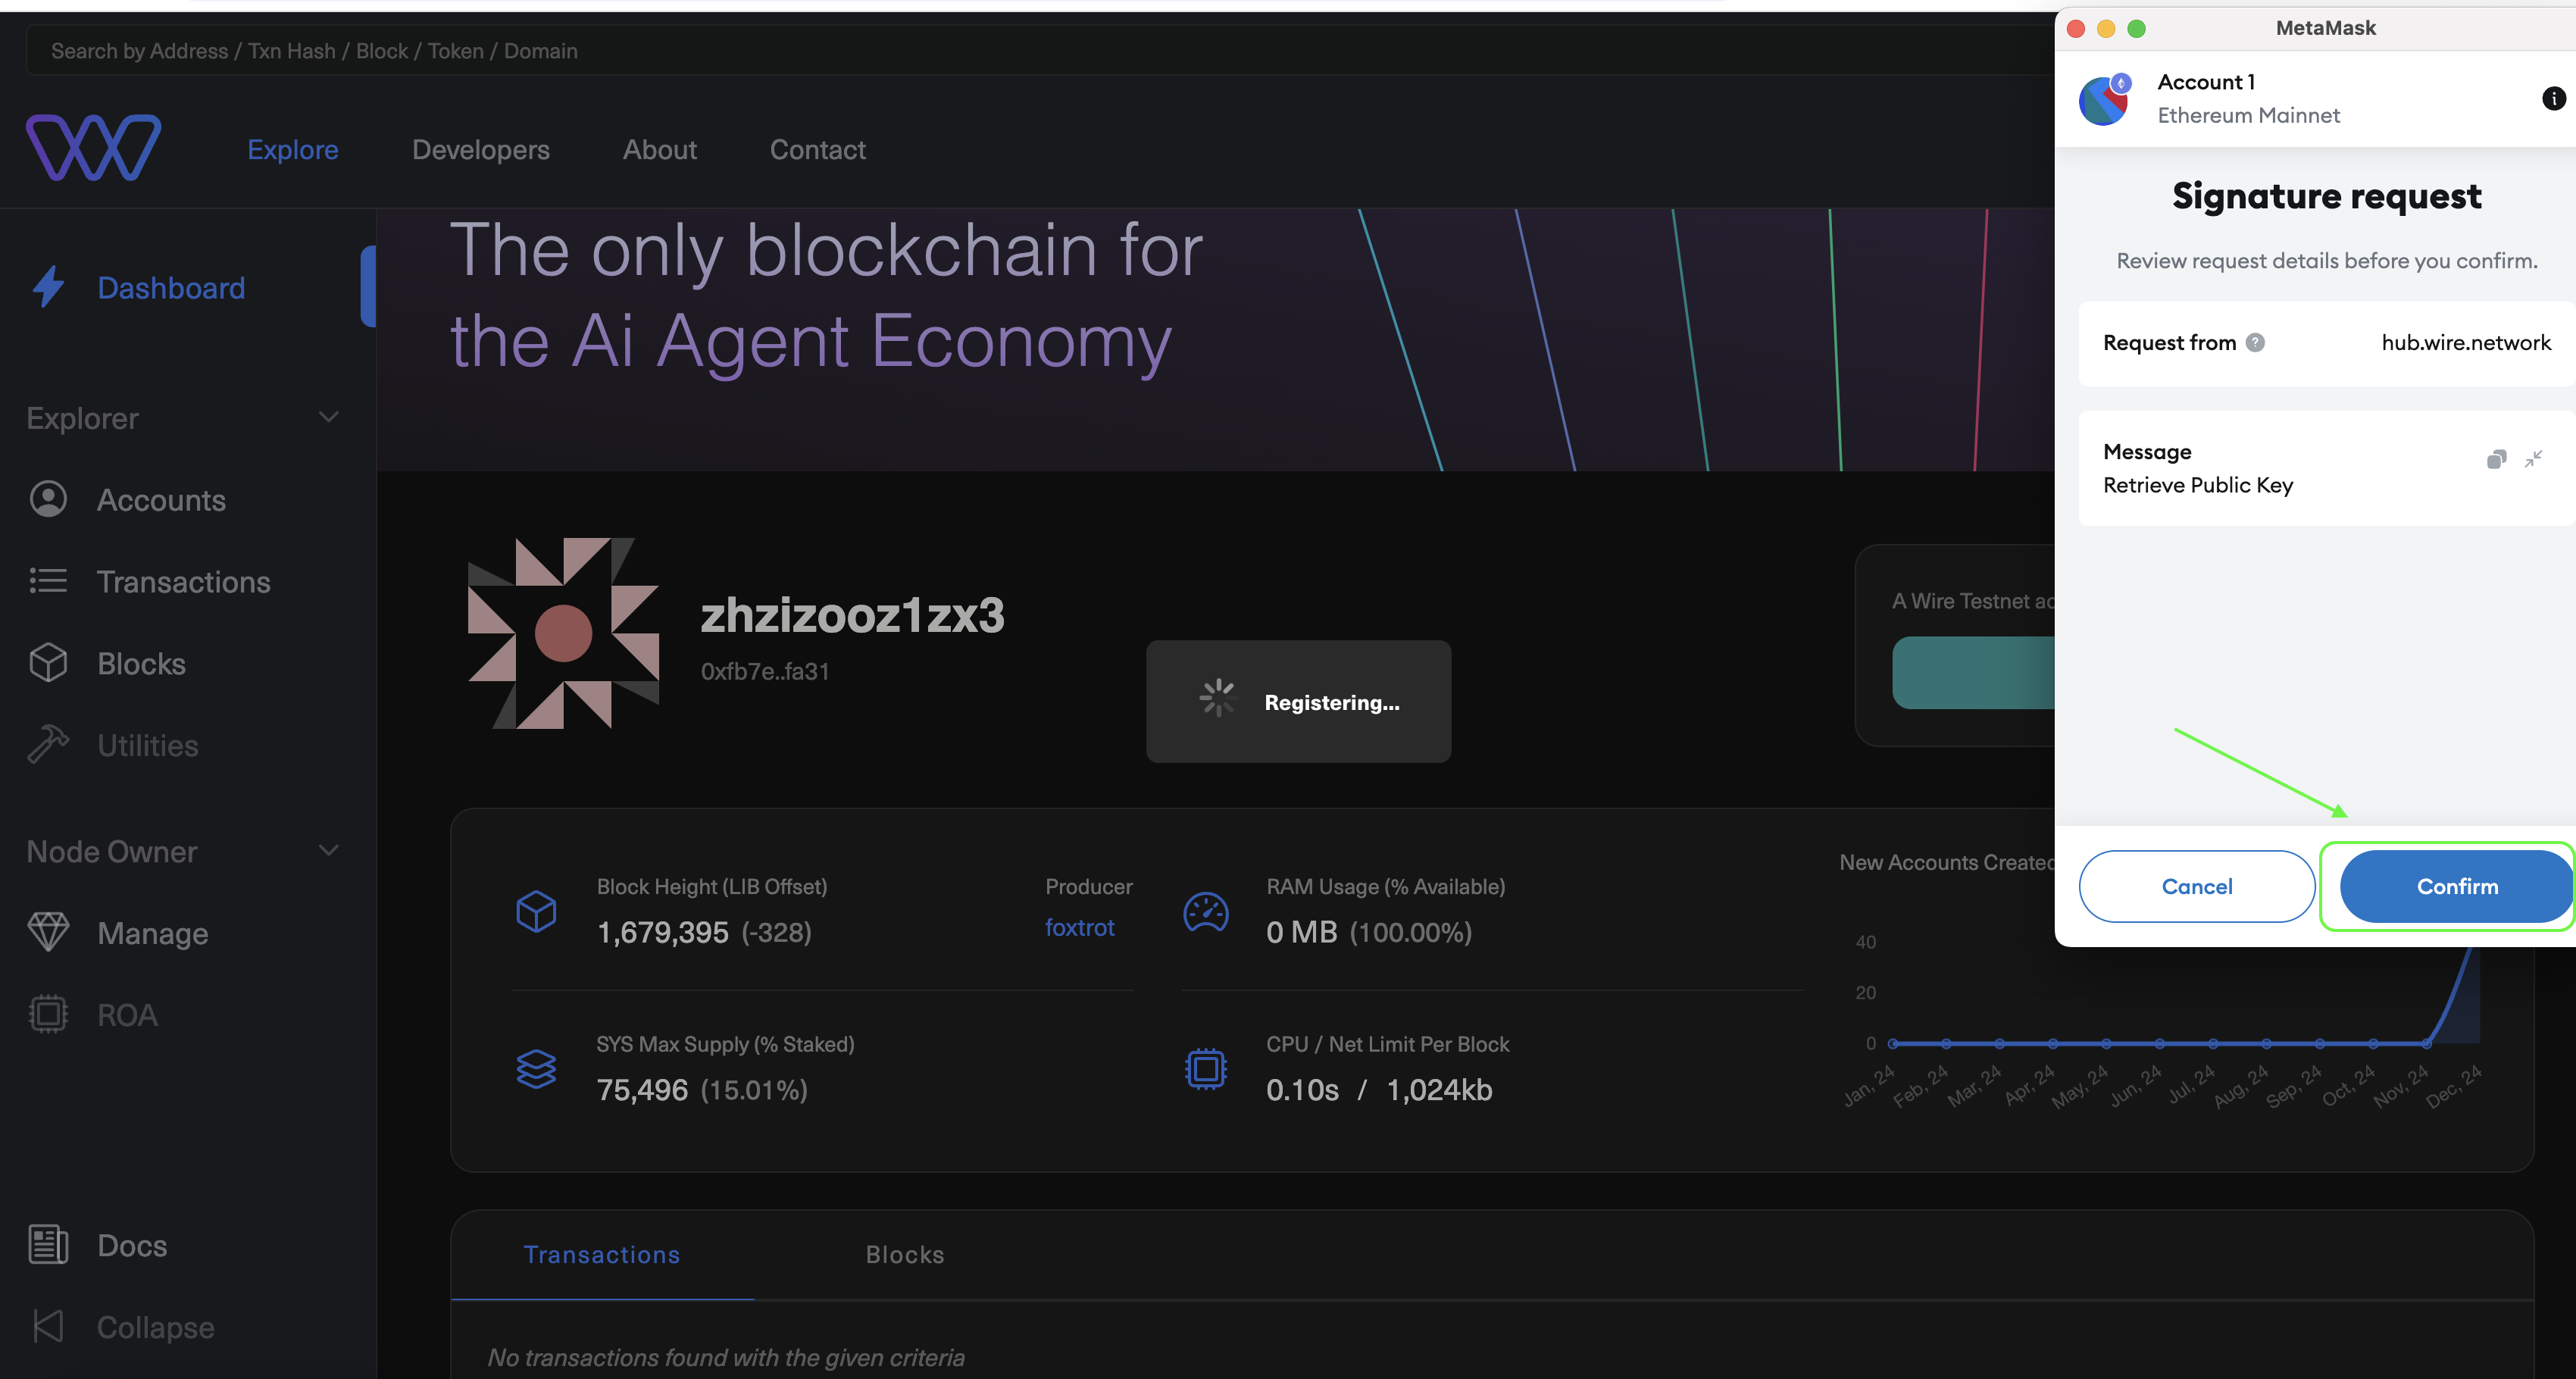 Search by Address / Txn Hash / Block / Token / Domain
Explore
Developers
About
Contact
Dashboard
Explorer
Accounts
Transactions
Blocks
Utilities
Node Owner
Manage
ROA
Docs
Collapse
The only blockchain for
the Ai Agent Economy
zhzizooz1zx3
0xfb7e..fa31
Registering...
A Wire Testnet ac
Block Height (LIB Offset)
1,679,395 (-328)
Producer
foxtrot
RAM Usage (% Available)
0 MB (100.00%)
SYS Max Supply (% Staked)
75,496 (15.01%)
CPU / Net Limit Per Block
0.10s / 1,024kb
New Accounts Created
40
20
0
Jan, 24
Feb, 24
Mar, 24
Apr, 24
May, 24
Jun, 24
Jul, 24
Aug, 24
Sep, 24
Oct, 24
Nov, 24
Dec, 24
Transactions
Blocks
No transactions found with the given criteria
MetaMask
Account 1
Ethereum Mainnet
Signature request
Review request details before you confirm.
Request from
hub.wire.network
Message
Retrieve Public Key
Cancel
Confirm